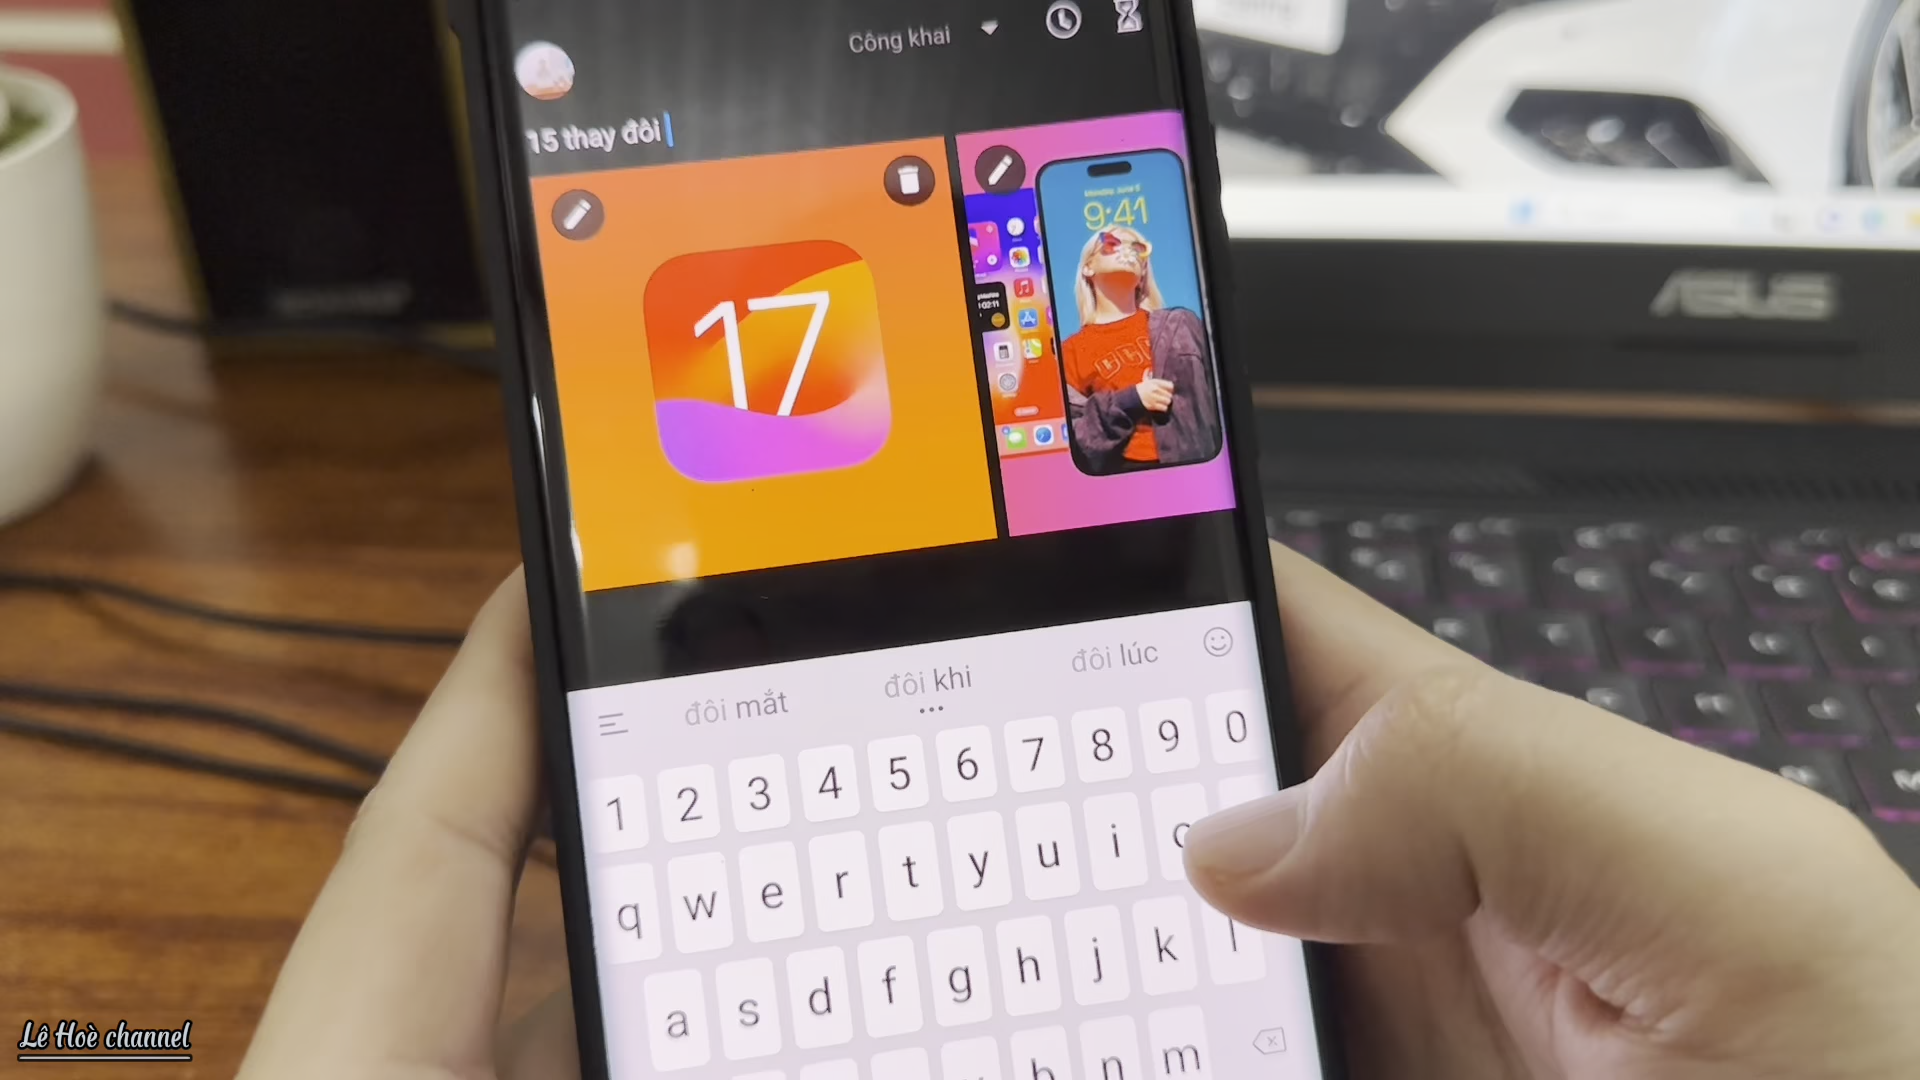 Công khai
15 thay đôi
17
9:41
ASUS
đôi mắt đôi khi đôi lúc
1 2 3 4 5 6 7 8 9 0
q w e r t y u i
a s d f g h j k l
b n m
Lê Hoè channel